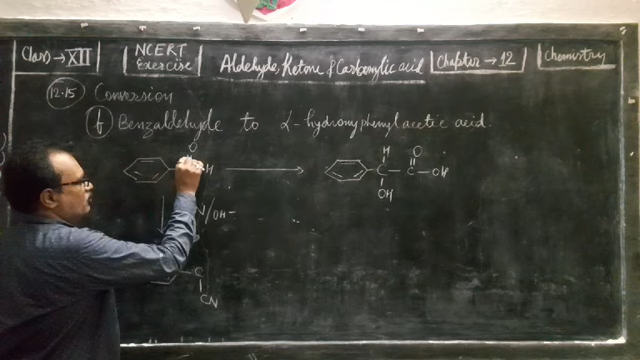 Class → XII
NCERT
Exercise
Aldehyde, Ketone & Carboxylic acid
Chapter → 12
Chemistry
12.15 Conversion
f Benzaldehyde to α-hydroxyphenylacetic acid.
O
H
H O
C – C – OH
OH
/OH-
C
CN